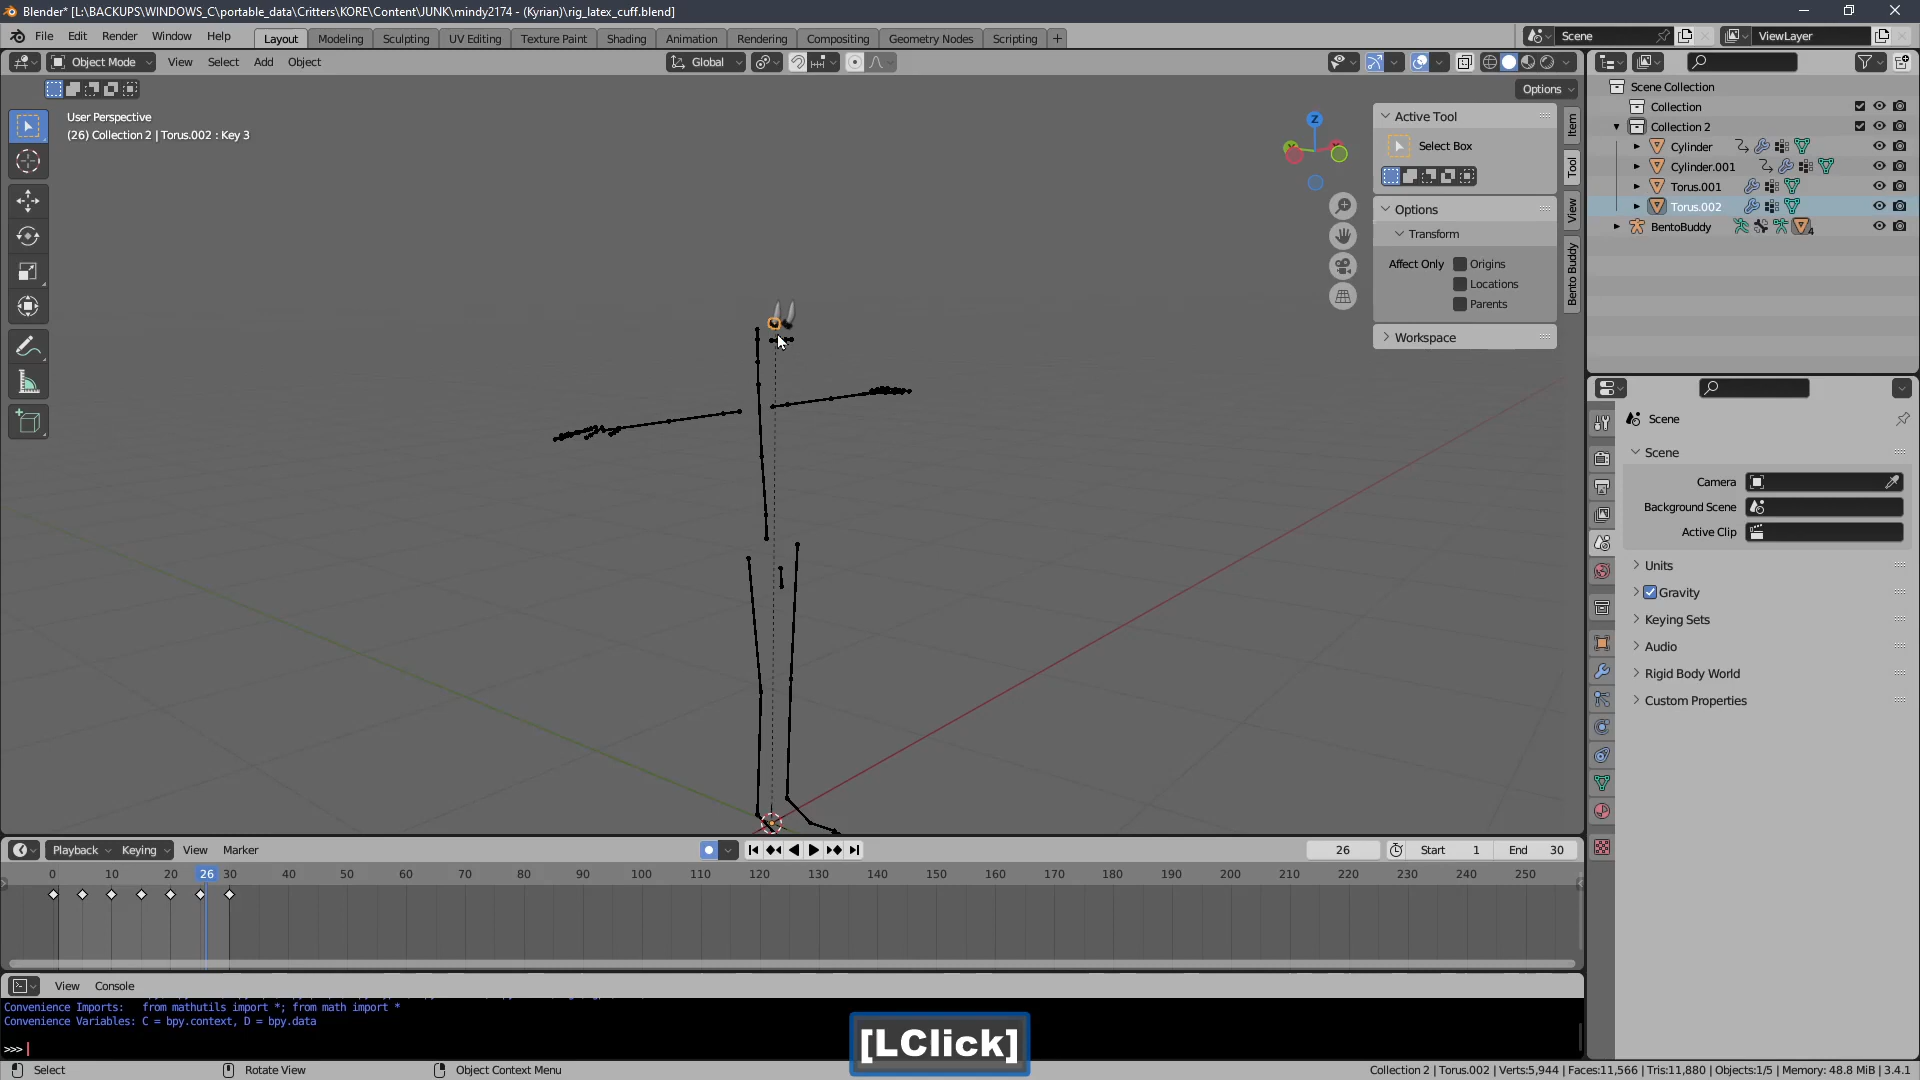 Blender* [L:\BACKUPS\WINDOWS_C\portable_data\Critters\KORE\Content\JUNK\mindy2174 - (Kyrian)\rig_latex_cuff.blend]
File Edit Render Window Help Layout Modeling Sculpting UV Editing Texture Paint Shading Animation Rendering Compositing Geometry Nodes Scripting + Scene ViewLayer
Object Mode View Select Add Object Global
Options
User Perspective
(26) Collection 2 | Torus.002 : Key 3
Z
Active Tool
Select Box
Options
Transform
Affect Only Origins
Locations
Parents
Workspace
Item
Tool
View
Bento Buddy
Scene Collection
Collection
Collection 2
Cylinder
Cylinder.001
Torus.001
Torus.002
BentoBuddy 4
Scene
Scene
Camera
Background Scene
Active Clip
Units
Gravity
Keying Sets
Audio
Rigid Body World
Custom Properties
Playback Keying View Marker 26 Start 1 End 30
0 10 20 26 30 40 50 60 70 80 90 100 110 120 130 140 150 160 170 180 190 200 210 220 230 240 250
View Console
Convenience Imports: from mathutils import *; from math import *
Convenience Variables: C = bpy.context, D = bpy.data
>>>
[LClick]
Select Rotate View Object Context Menu Collection 2 | Torus.002 | Verts:5,944 | Faces:11,566 | Tris:11,880 | Objects:1/5 | Memory: 48.8 MiB | 3.4.1